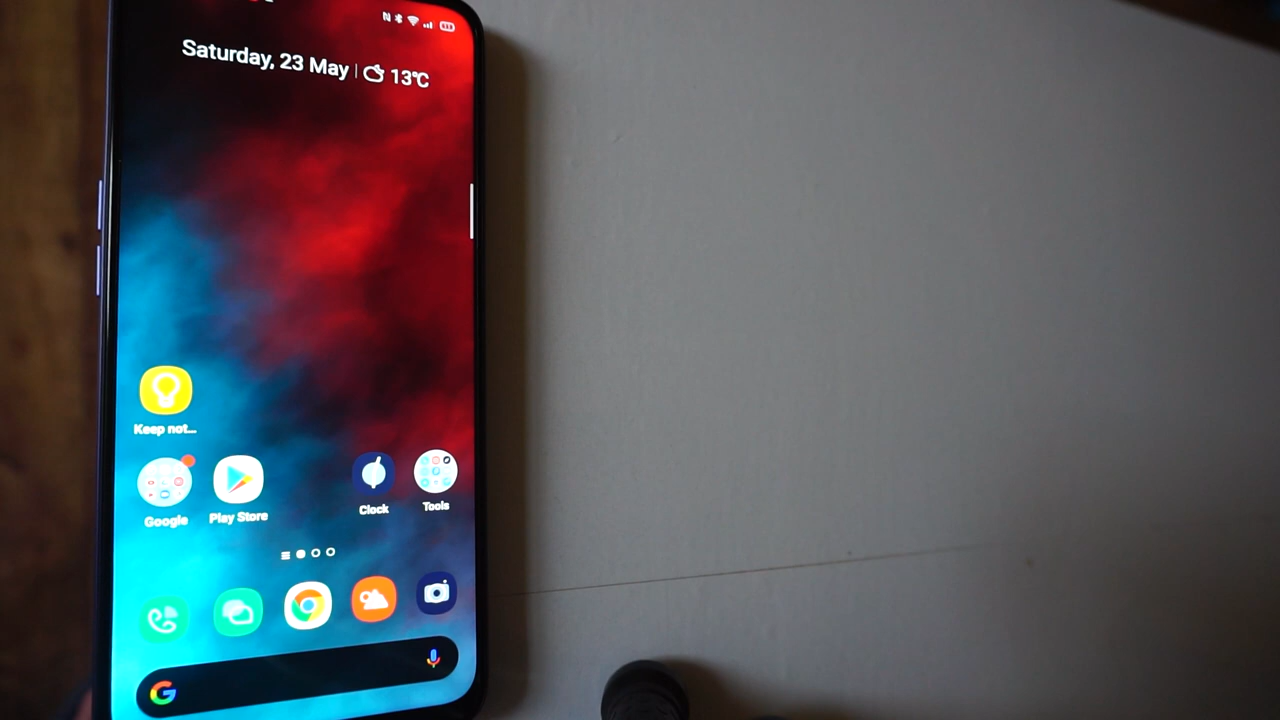 Saturday, 23 May | 13°C
Keep not...
Google
Play Store
Clock
Tools
G